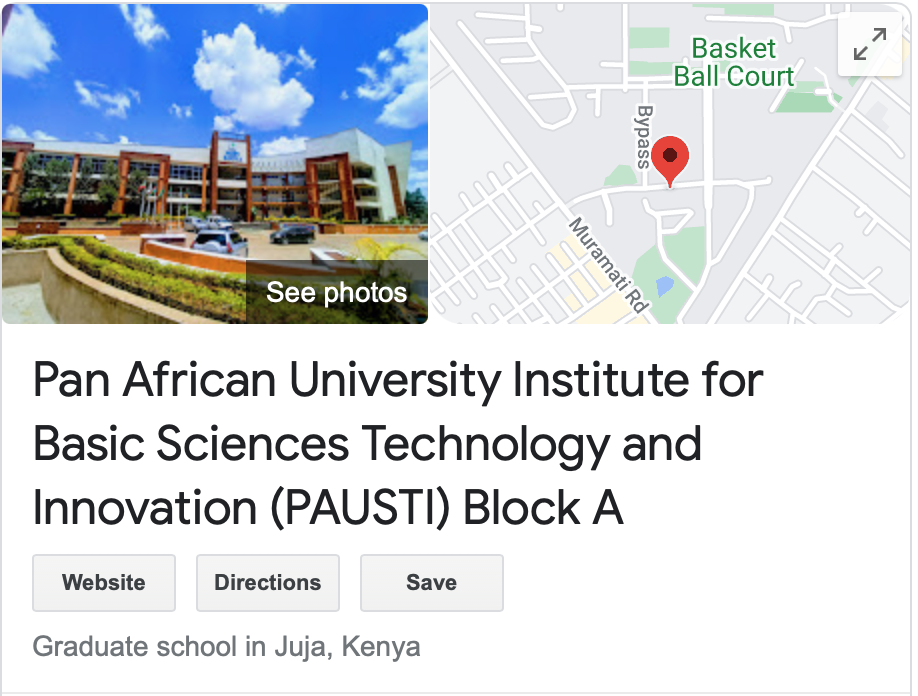 See photos
Basket
Ball Court
Bypass
Muramati Rd
Pan African University Institute for
Basic Sciences Technology and
Innovation (PAUSTI) Block A
Website
Directions
Save
Graduate school in Juja, Kenya